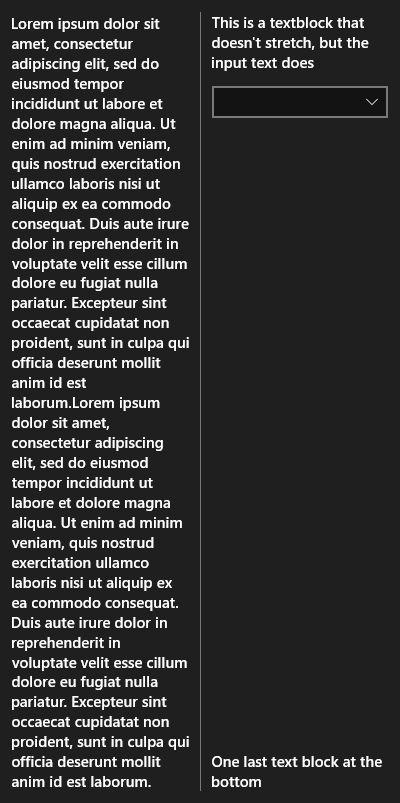 Lorem ipsum dolor sit
amet, consectetur
adipiscing elit, sed do
eiusmod tempor
incididunt ut labore et
dolore magna aliqua. Ut
enim ad minim veniam,
quis nostrud exercitation
ullamco laboris nisi ut
aliquip ex ea commodo
consequat. Duis aute irure
dolor in reprehenderit in
voluptate velit esse cillum
dolore eu fugiat nulla
pariatur. Excepteur sint
occaecat cupidatat non
proident, sunt in culpa qui
officia deserunt mollit
anim id est
laborum.Lorem ipsum
dolor sit amet,
consectetur adipiscing
elit, sed do eiusmod
tempor incididunt ut
labore et dolore magna
aliqua. Ut enim ad minim
veniam, quis nostrud
exercitation ullamco
laboris nisi ut aliquip ex
ea commodo consequat.
Duis aute irure dolor in
reprehenderit in
voluptate velit esse cillum
dolore eu fugiat nulla
pariatur. Excepteur sint
occaecat cupidatat non
proident, sunt in culpa qui
officia deserunt mollit
anim id est laborum.
This is a textblock that
doesn't stretch, but the
input text does
One last text block at the
bottom